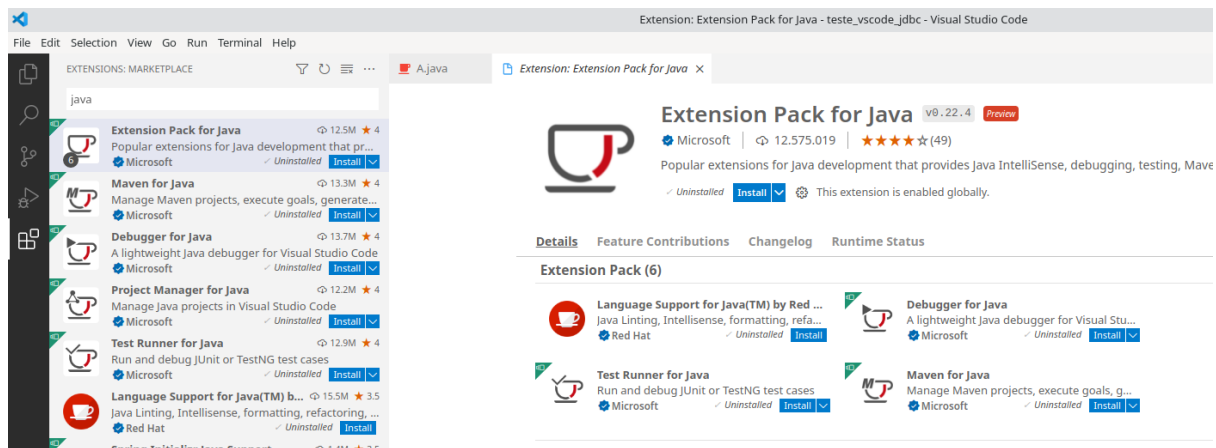 Extension: Extension Pack for Java - teste_vscode_jdbc - Visual Studio Code
File Edit Selection View Go Run Terminal Help
EXTENSIONS: MARKETPLACE
java
Extension Pack for Java 12.5M ★ 4
Popular extensions for Java development that pr...
Microsoft ✓ Uninstalled Install
6
Maven for Java 13.3M ★ 4
Manage Maven projects, execute goals, generate...
Microsoft ✓ Uninstalled Install
Debugger for Java 13.7M ★ 4
A lightweight Java debugger for Visual Studio Code
Microsoft ✓ Uninstalled Install
Project Manager for Java 12.2M ★ 4
Manage Java projects in Visual Studio Code
Microsoft ✓ Uninstalled Install
Test Runner for Java 12.9M ★ 4
Run and debug JUnit or TestNG test cases
Microsoft ✓ Uninstalled Install
Language Support for Java(TM) b... 15.5M ★ 3.5
Java Linting, Intellisense, formatting, refactoring, ...
Red Hat ✓ Uninstalled Install
A.java Extension: Extension Pack for Java ×
Extension Pack for Java v0.22.4 Preview
Microsoft | 12.575.019 | ★★★★☆(49)
Popular extensions for Java development that provides Java IntelliSense, debugging, testing, Mave
✓ Uninstalled Install This extension is enabled globally.
Details Feature Contributions Changelog Runtime Status
Extension Pack (6)
Language Support for Java(TM) by Red ...
Java Linting, Intellisense, formatting, refa...
Red Hat ✓ Uninstalled Install
Debugger for Java
A lightweight Java debugger for Visual Stu...
Microsoft ✓ Uninstalled Install
Test Runner for Java
Run and debug JUnit or TestNG test cases
Microsoft ✓ Uninstalled Install
Maven for Java
Manage Maven projects, execute goals, g...
Microsoft ✓ Uninstalled Install